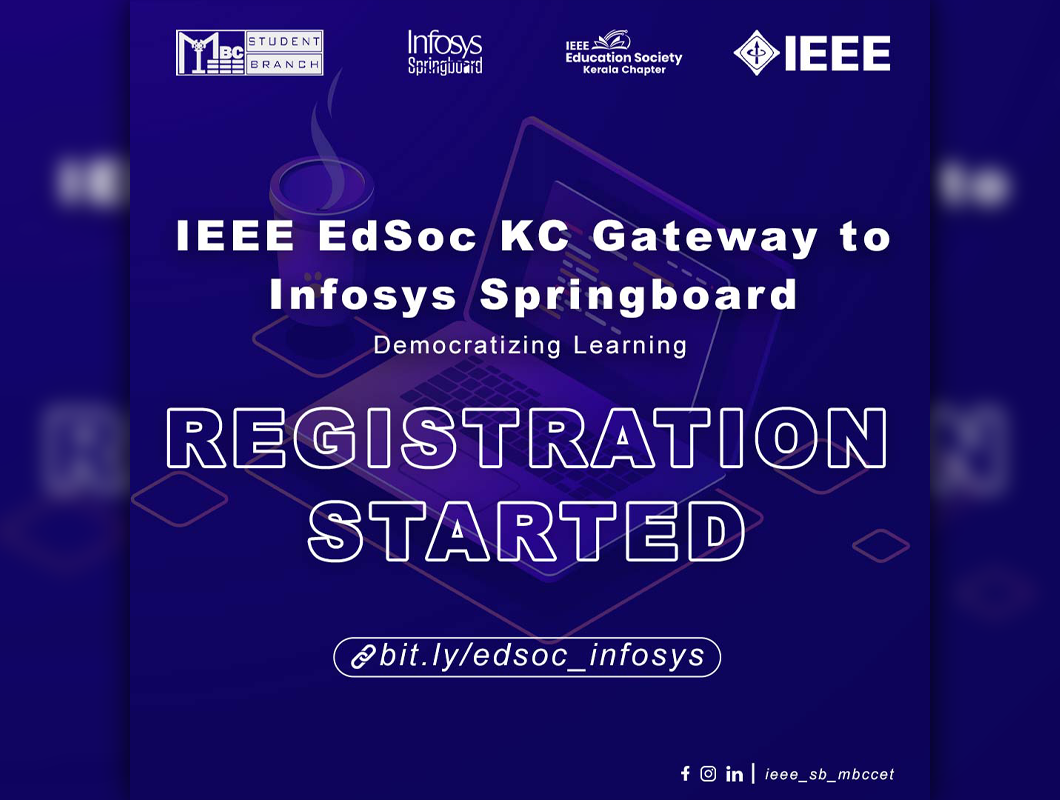 MBC STUDENT BRANCH
Infosys Springboard
IEEE Education Society Kerala Chapter
IEEE
IEEE EdSoc KC Gateway to
Infosys Springboard
Democratizing Learning
REGISTRATION
STARTED
bit.ly/edsoc_infosys
ieee_sb_mbccet